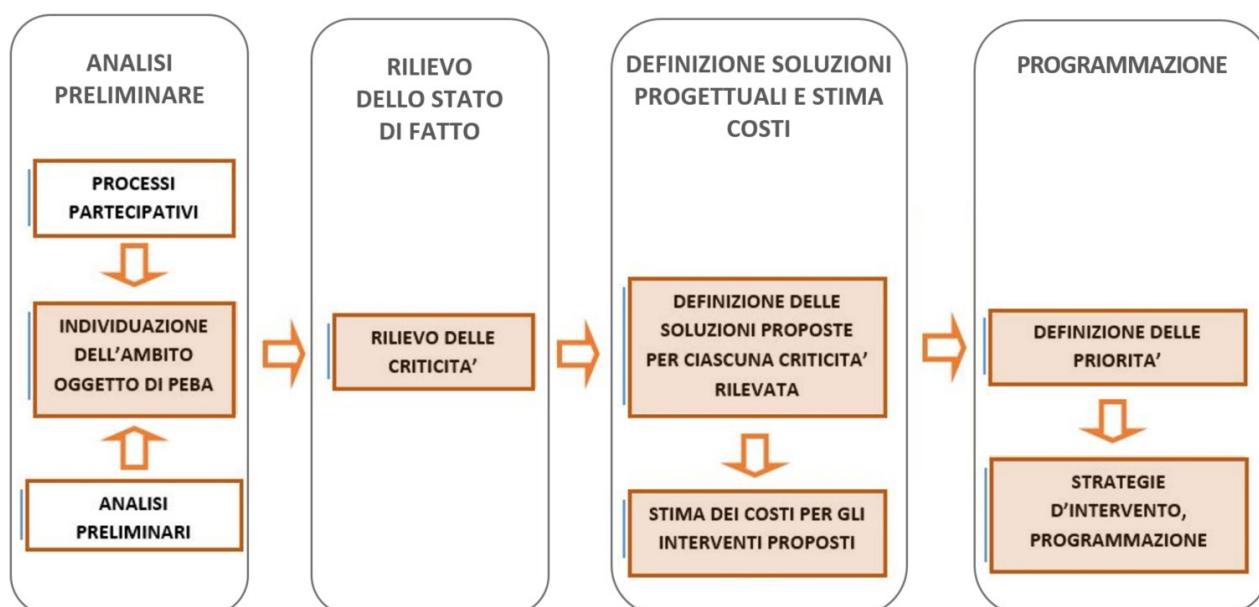 ANALISI
PRELIMINARE
PROCESSI
PARTECIPATIVI
INDIVIDUAZIONE
DELL’AMBITO
OGGETTO DI PEBA
ANALISI
PRELIMINARI
RILIEVO
DELLO STATO
DI FATTO
RILIEVO DELLE
CRITICITA’
DEFINIZIONE SOLUZIONI
PROGETTUALI E STIMA
COSTI
DEFINIZIONE DELLE
SOLUZIONI PROPOSTE
PER CIASCUNA CRITICITA’
RILEVATA
STIMA DEI COSTI PER GLI
INTERVENTI PROPOSTI
PROGRAMMAZIONE
DEFINIZIONE DELLE
PRIORITA’
STRATEGIE
D’INTERVENTO,
PROGRAMMAZIONE